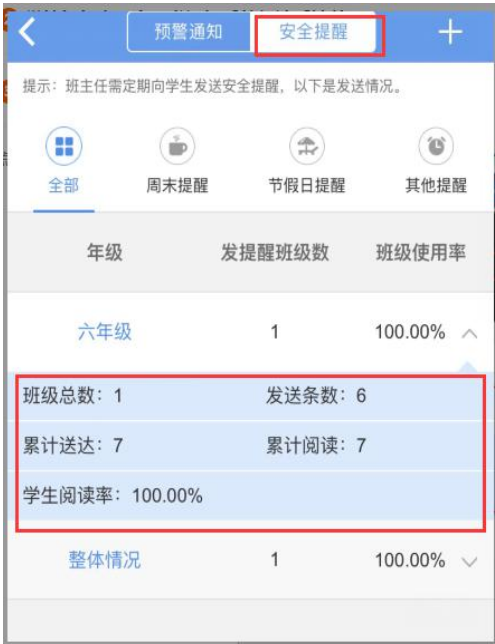 预警通知 安全提醒
提示：班主任需定期向学生发送安全提醒，以下是发送情况。
全部 周末提醒 节假日提醒 其他提醒
年级 发提醒班级数 班级使用率
六年级 1 100.00%
班级总数：1 发送条数：6
累计送达：7 累计阅读：7
学生阅读率：100.00%
整体情况 1 100.00%